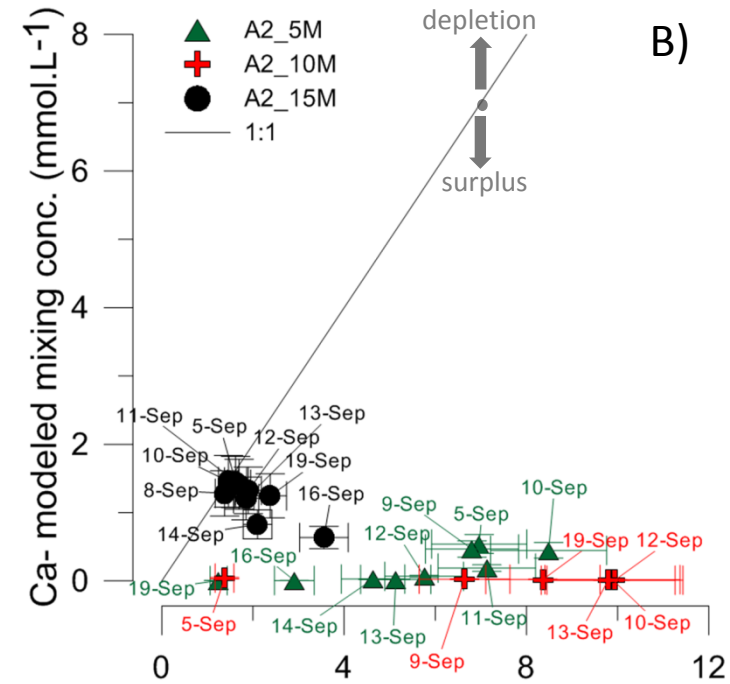 depletion
B)
8
A2_5M
A2_10M
A2_15M
1:1
surplus
6
4
2
0
Ca- modeled mixing conc. (mmol.L-1)
11-Sep
5-Sep
13-Sep
12-Sep
10-Sep
19-Sep
8-Sep
16-Sep
14-Sep
9-Sep
5-Sep
10-Sep
12-Sep
16-Sep
19-Sep
12-Sep
19-Sep
5-Sep
14-Sep
13-Sep
11-Sep
9-Sep
13-Sep
10-Sep
0 4 8 12